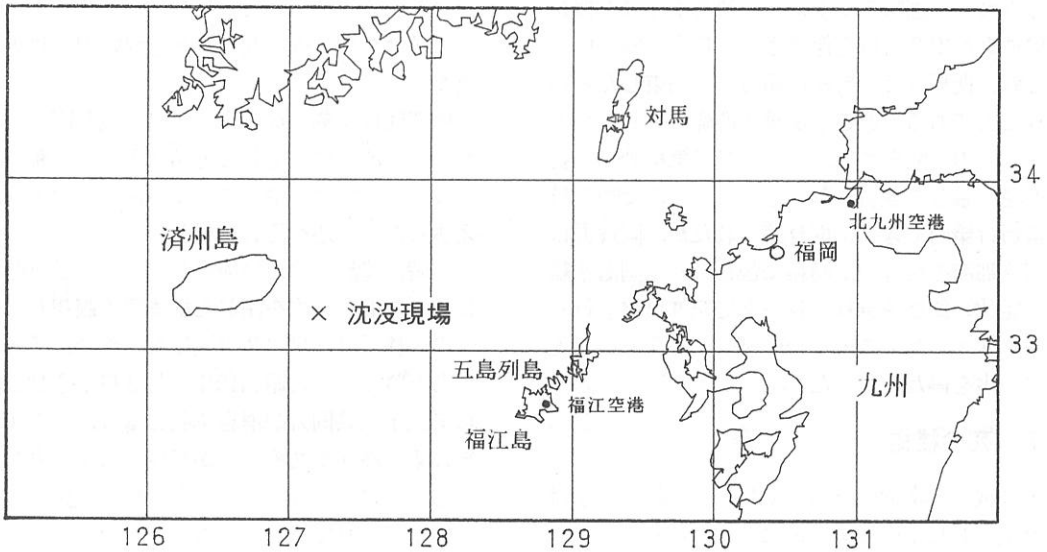 対馬
34
北九州空港
済州島
福岡
× 沈没現場
33
五島列島
九州
福江空港
福江島
126 127 128 129 130 131